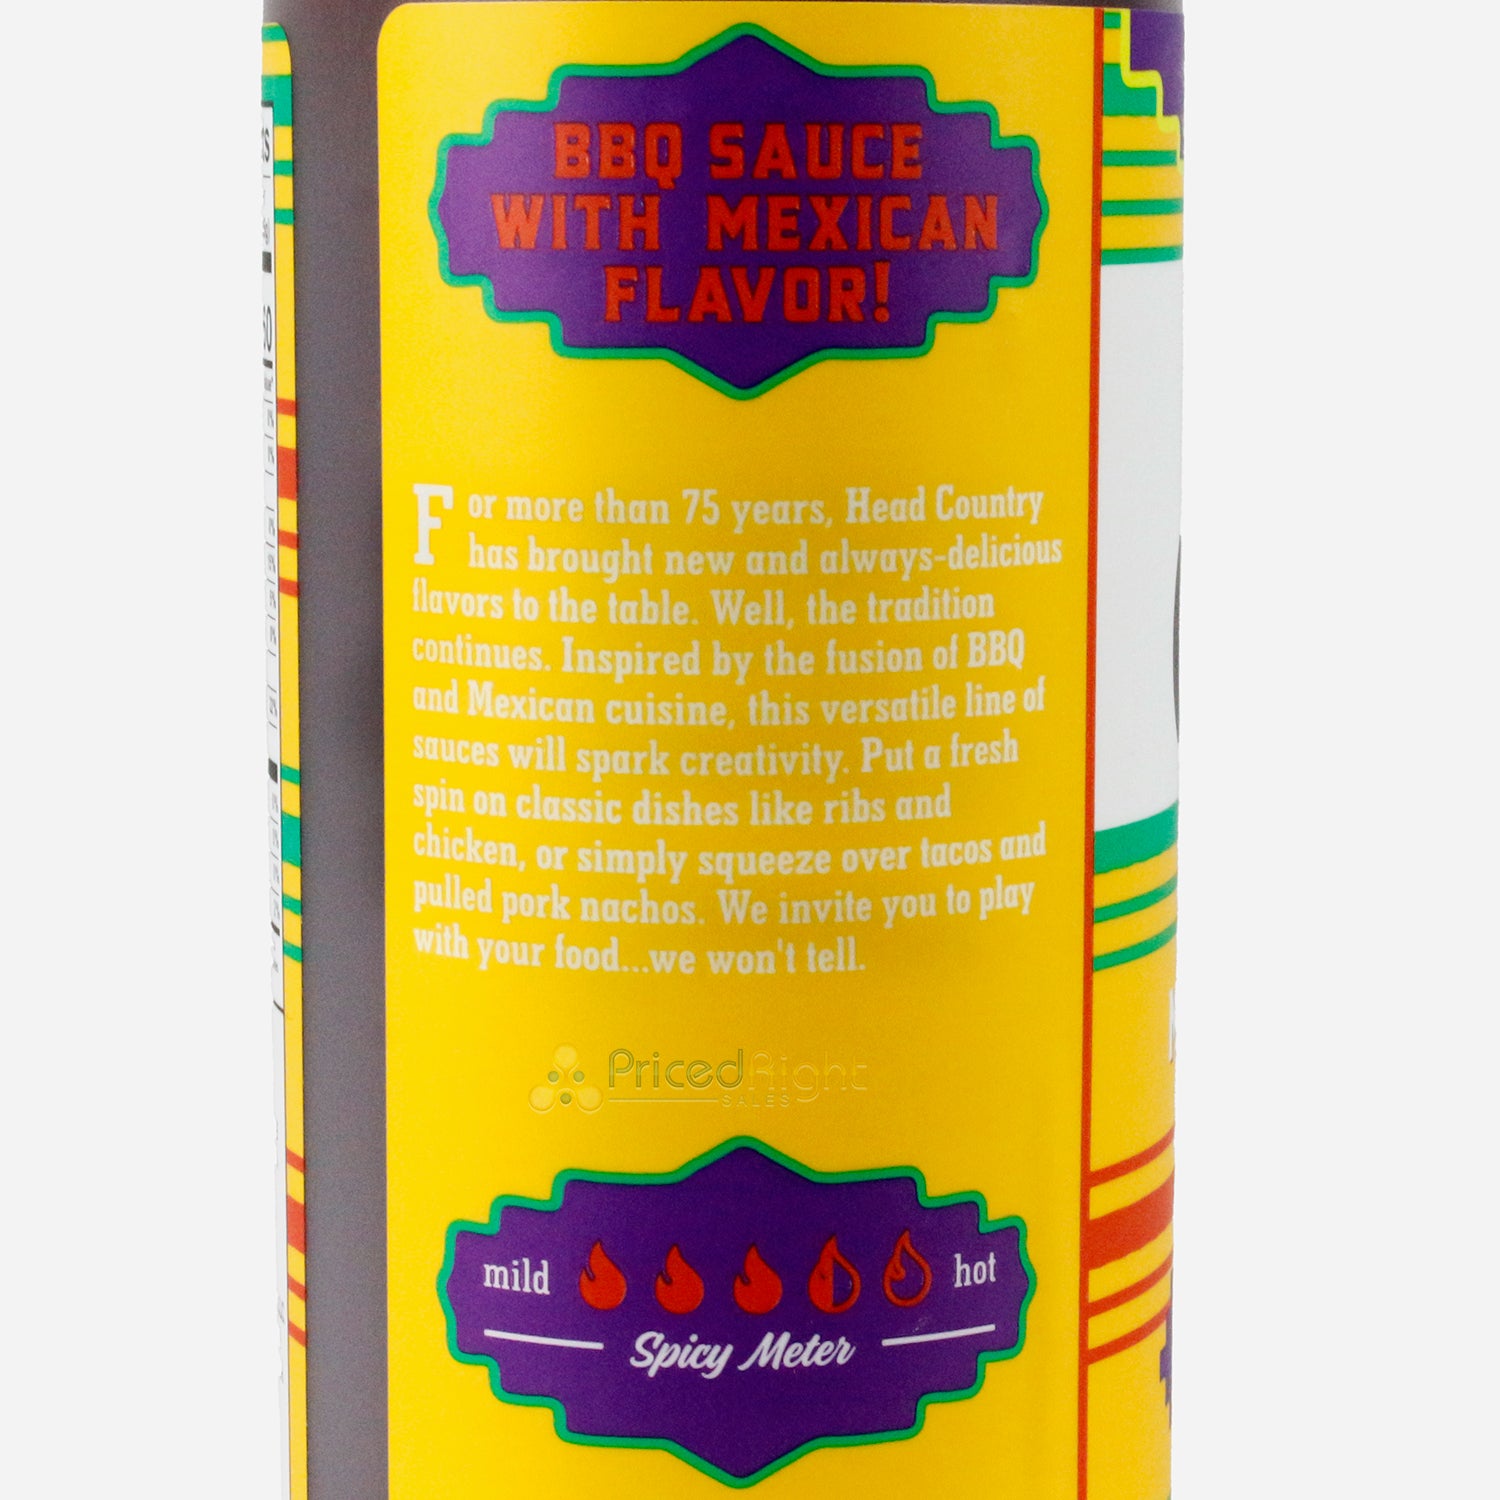 BBQ SAUCE
WITH MEXICAN
FLAVOR!
For more than 75 years, Head Country
has brought new and always-delicious
flavors to the table. Well, the tradition
continues. Inspired by the fusion of BBQ
and Mexican cuisine, this versatile line of
sauces will spark creativity. Put a fresh
spin on classic dishes like ribs and
chicken, or simply squeeze over tacos and
pulled pork nachos. We invite you to play
with your food...we won't tell.
PricedRight
SALES
mild hot
Spicy Meter